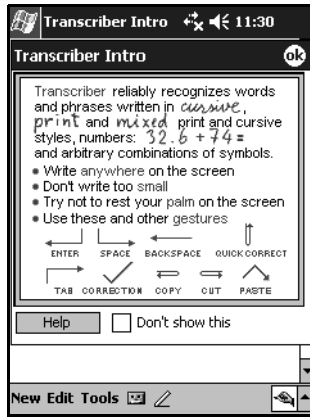 Transcriber Intro 11:30
Transcriber Intro ok
Transcriber reliably recognizes words
and phrases written in cursive,
print and mixed print and cursive
styles, numbers: 32.6 + 74 =
and arbitrary combinations of symbols.
• Write anywhere on the screen
• Don't write too small
• Try not to rest your palm on the screen
• Use these and other gestures
ENTER SPACE BACKSPACE QUICK CORRECT
TAB CORRECTION COPY CUT PASTE
Help Don't show this
New Edit Tools